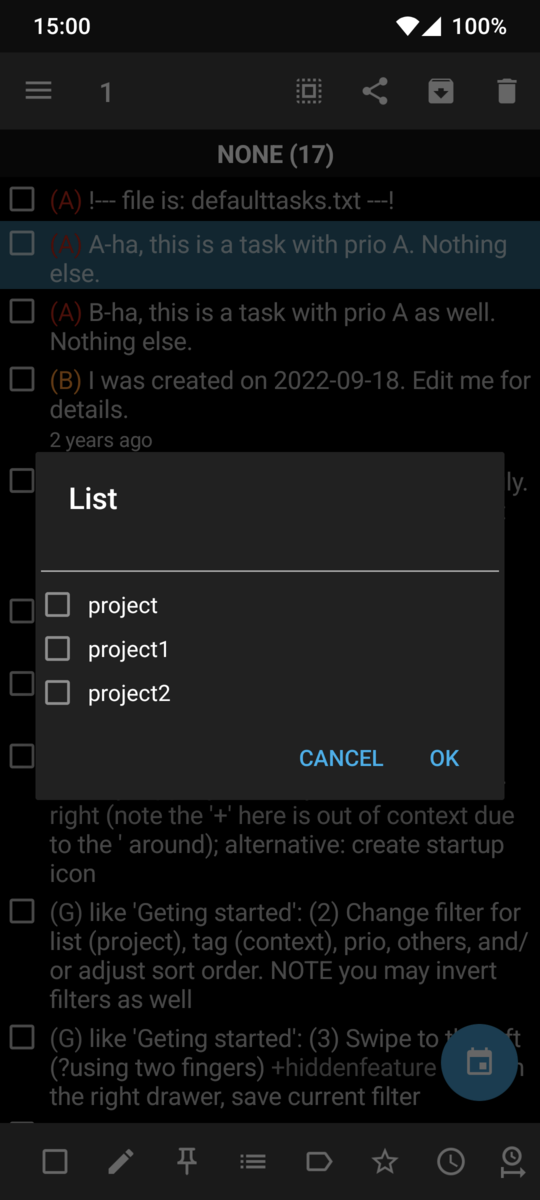 15:00
100%
1
NONE (17)
(A) !--- file is: defaulttasks.txt ---!
(A) A-ha, this is a task with prio A. Nothing
else.
(A) B-ha, this is a task with prio A as well.
Nothing else.
(B) I was created on 2022-09-18. Edit me for
details.
2 years ago
ly.
List
project
project1
project2
CANCEL
OK
right (note the '+' here is out of context due
to the ' around); alternative: create startup
icon
(G) like 'Geting started': (2) Change filter for
list (project), tag (context), prio, others, and/
or adjust sort order. NOTE you may invert
filters as well
(G) like 'Geting started': (3) Swipe to
(?using two fingers) +hiddenfeature
the right drawer, save current filter